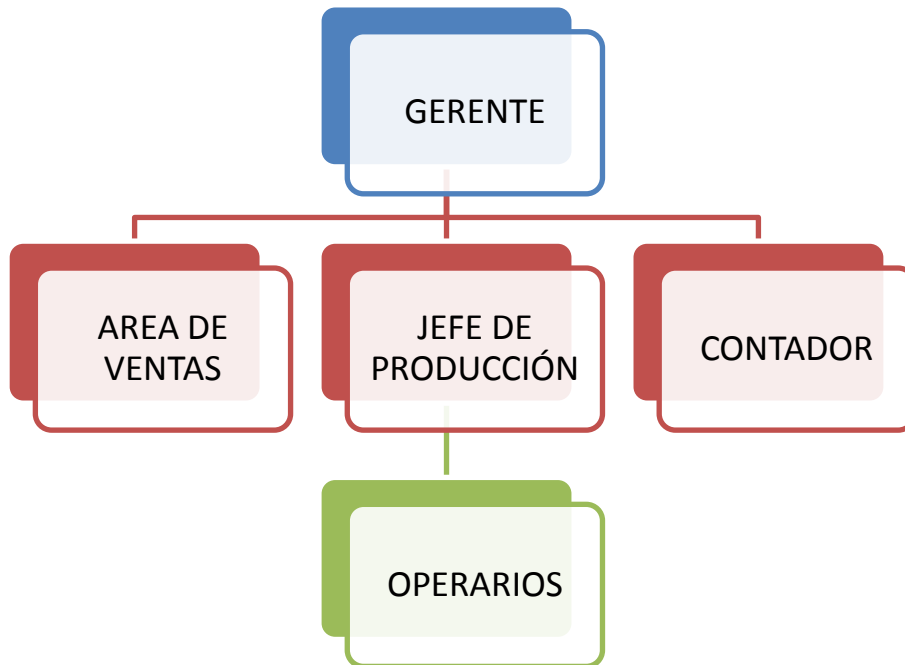 GERENTE
AREA DE
VENTAS
JEFE DE
PRODUCCIÓN
CONTADOR
OPERARIOS